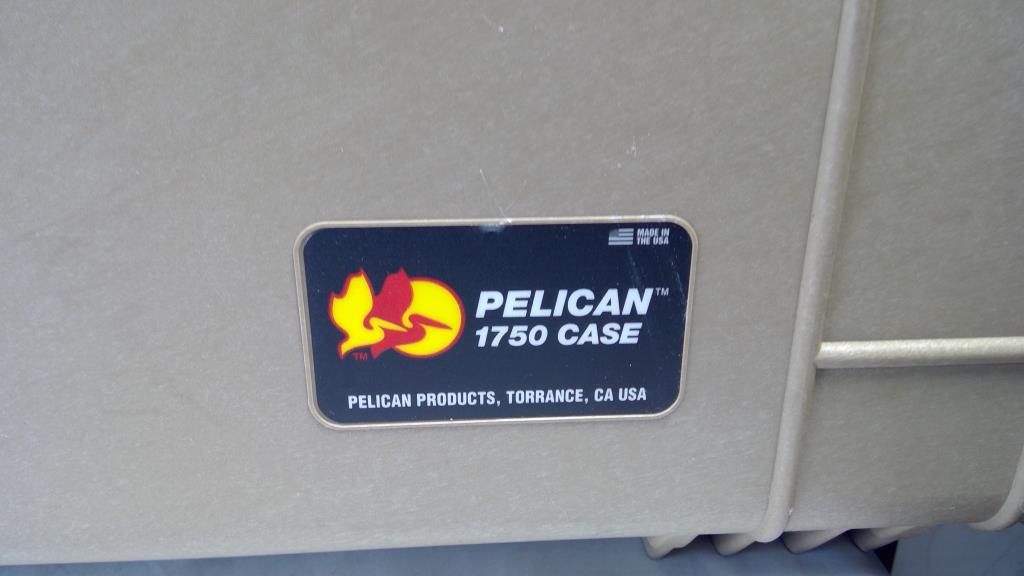 MADE IN
THE USA
PELICAN™
1750 CASE
TM
PELICAN PRODUCTS, TORRANCE, CA USA